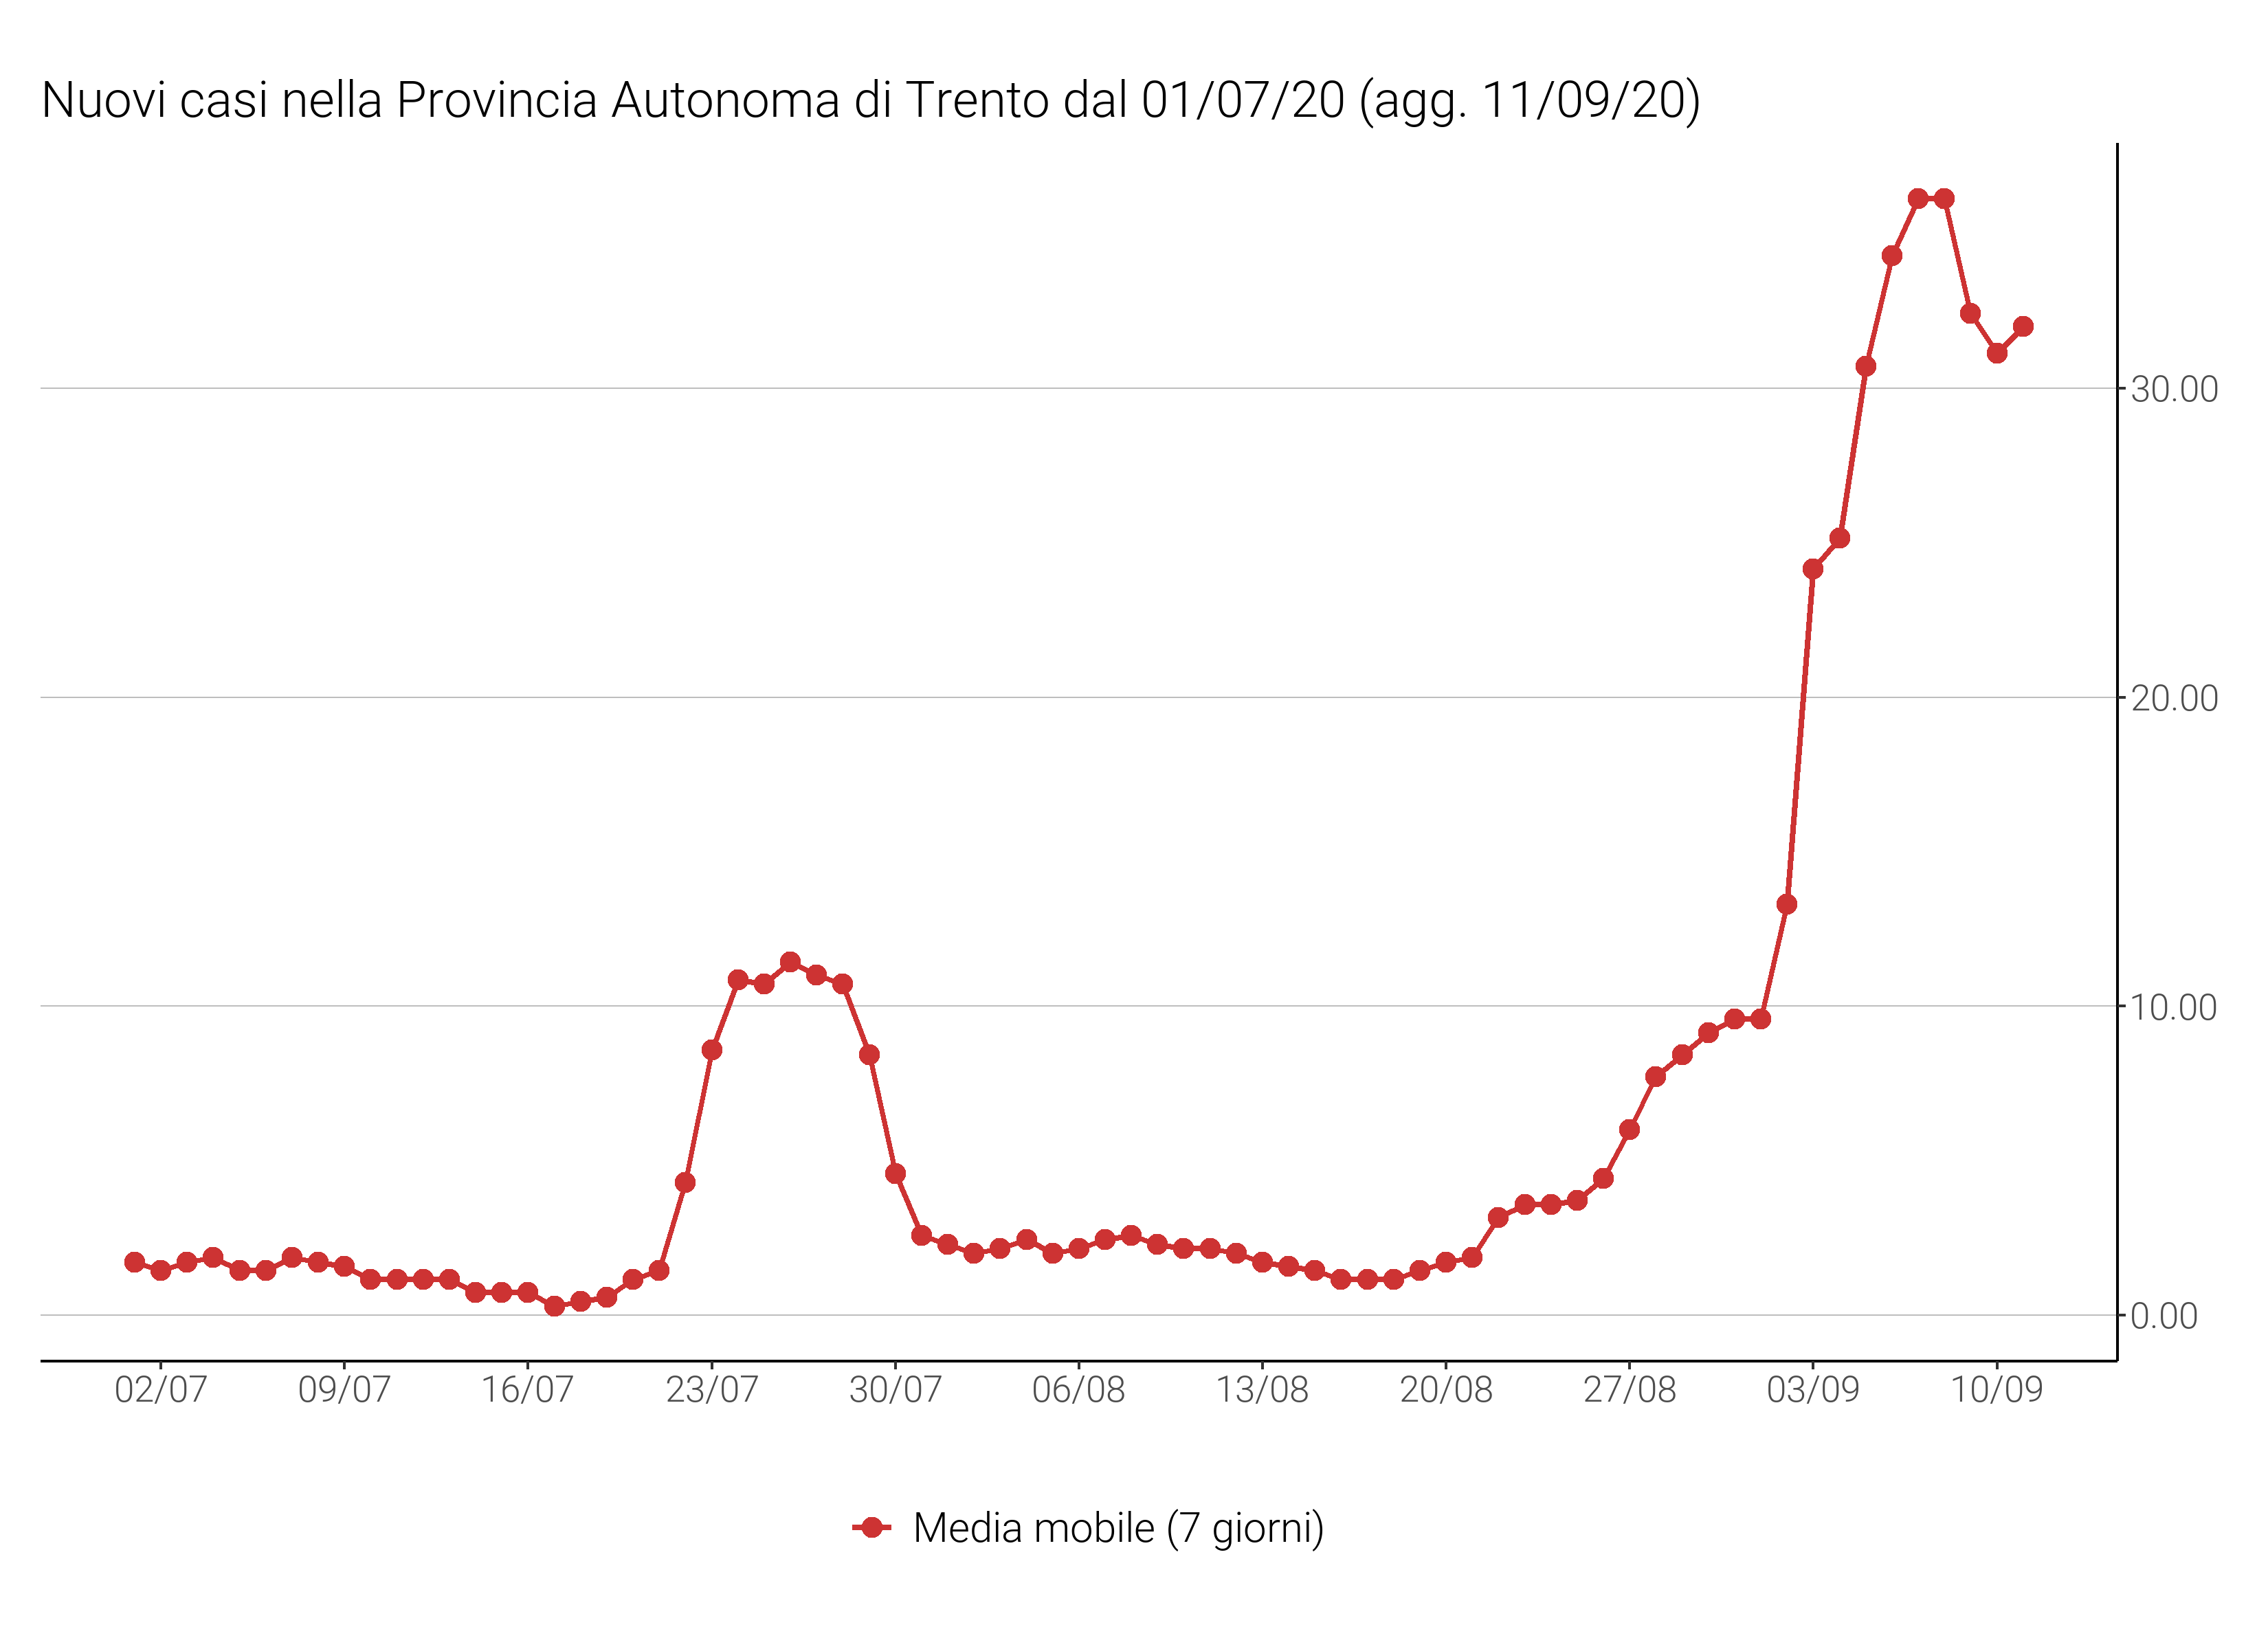 Nuovi casi nella Provincia Autonoma di Trento dal 01/07/20 (agg. 11/09/20)
30.00
20.00
10.00
0.00
02/07 09/07 16/07 23/07 30/07 06/08 13/08 20/08 27/08 03/09 10/09
Media mobile (7 giorni)